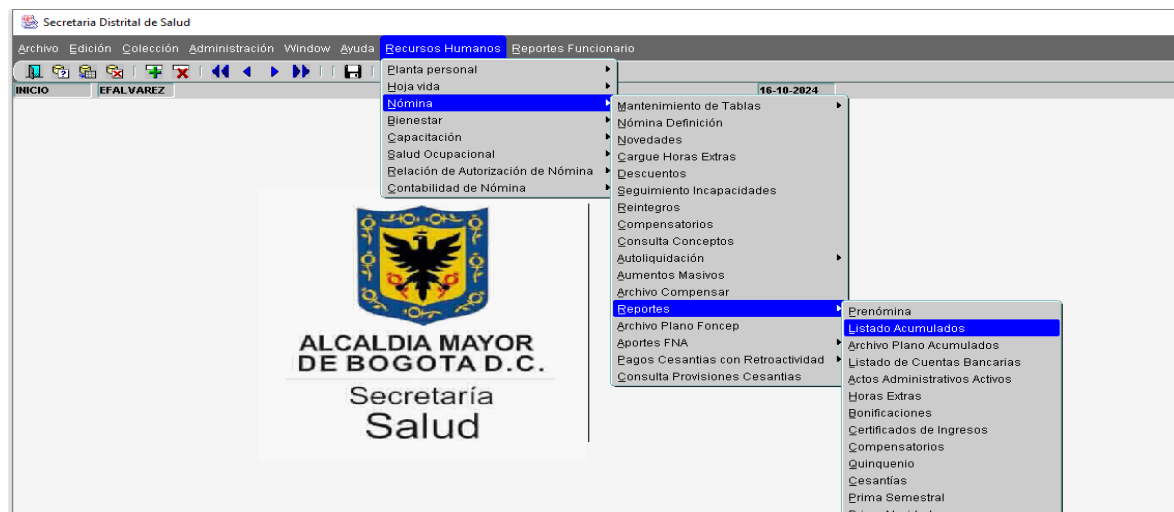 Secretaria Distrital de Salud
Archivo Edición Colección Administración Window Ayuda Recursos Humanos Reportes Funcionario
INICIO EFALVAREZ 16-10-2024
Planta personal
Hoja vida
Nómina
Bienestar
Capacitación
Salud Ocupacional
Relación de Autorización de Nómina
Contabilidad de Nómina
Mantenimiento de Tablas
Nómina Definición
Novedades
Cargue Horas Extras
Descuentos
Seguimiento Incapacidades
Reintegros
Compensatorios
Consulta Conceptos
Autoliquidación
Aumentos Masivos
Archivo Compensar
Reportes
Archivo Plano Foncep
Aportes FNA
Pagos Cesantias con Retroactividad
Consulta Provisiones Cesantias
Prenómina
Listado Acumulados
Archivo Plano Acumulados
Listado de Cuentas Bancarias
Actos Administrativos Activos
Horas Extras
Bonificaciones
Certificados de Ingresos
Compensatorios
Quinquenio
Cesantías
Prima Semestral
ALCALDIA MAYOR
DE BOGOTA D.C.
Secretaría
Salud